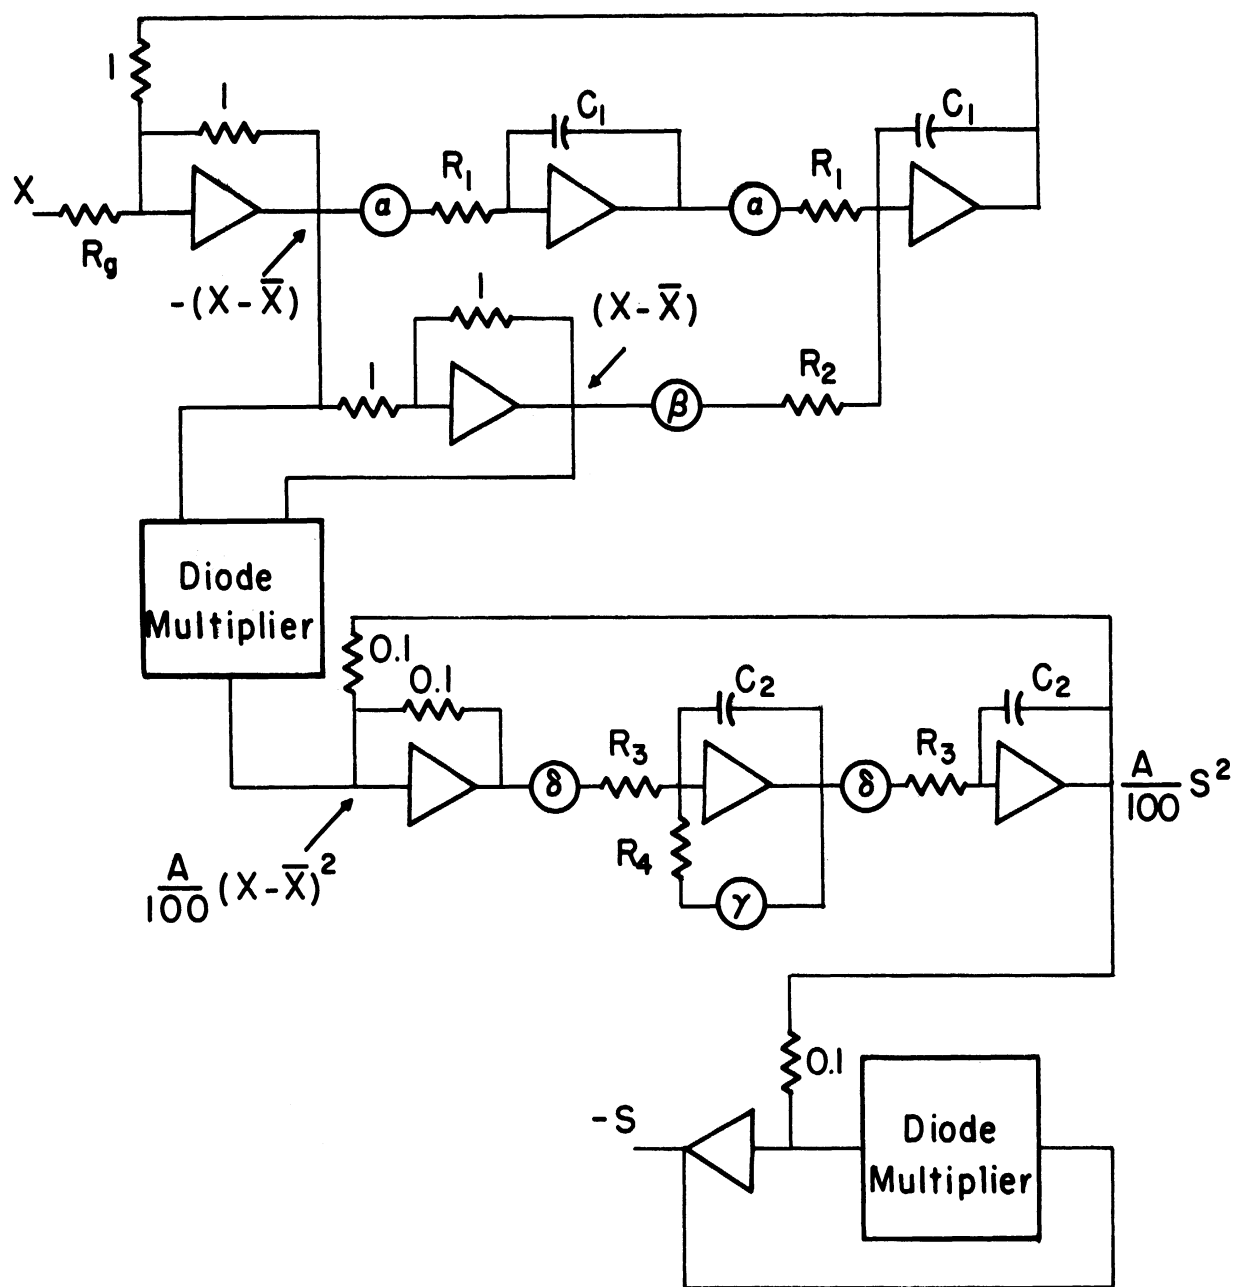 1
1
C₁
C₁
X
R₁
R₁
α
α
Rg
-(X-X̅)
1
(X-X̅)
1
R₂
β
Diode
Multiplier
0.1
0.1
C₂
C₂
R₃
R₃
δ
δ
A/100 S²
R₄
A/100 (X-X̅)²
γ
0.1
-S
Diode
Multiplier